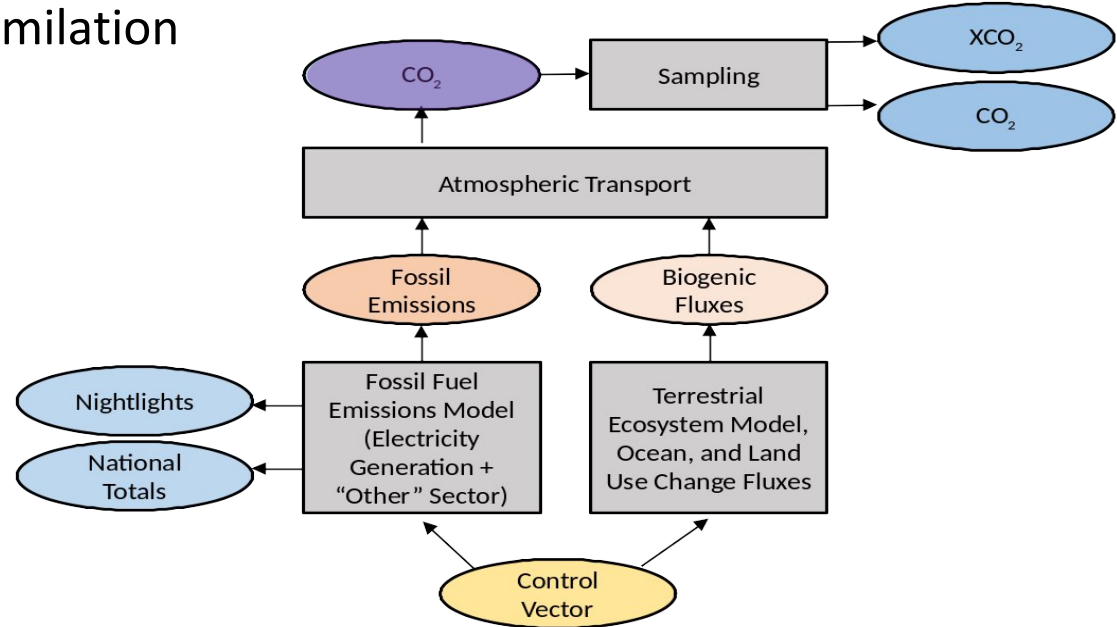 milation
CO₂
Sampling
XCO₂
CO₂
Atmospheric Transport
Fossil
Emissions
Biogenic
Fluxes
Nightlights
National
Totals
Fossil Fuel
Emissions Model
(Electricity
Generation +
“Other” Sector)
Terrestrial
Ecosystem Model,
Ocean, and Land
Use Change Fluxes
Control
Vector